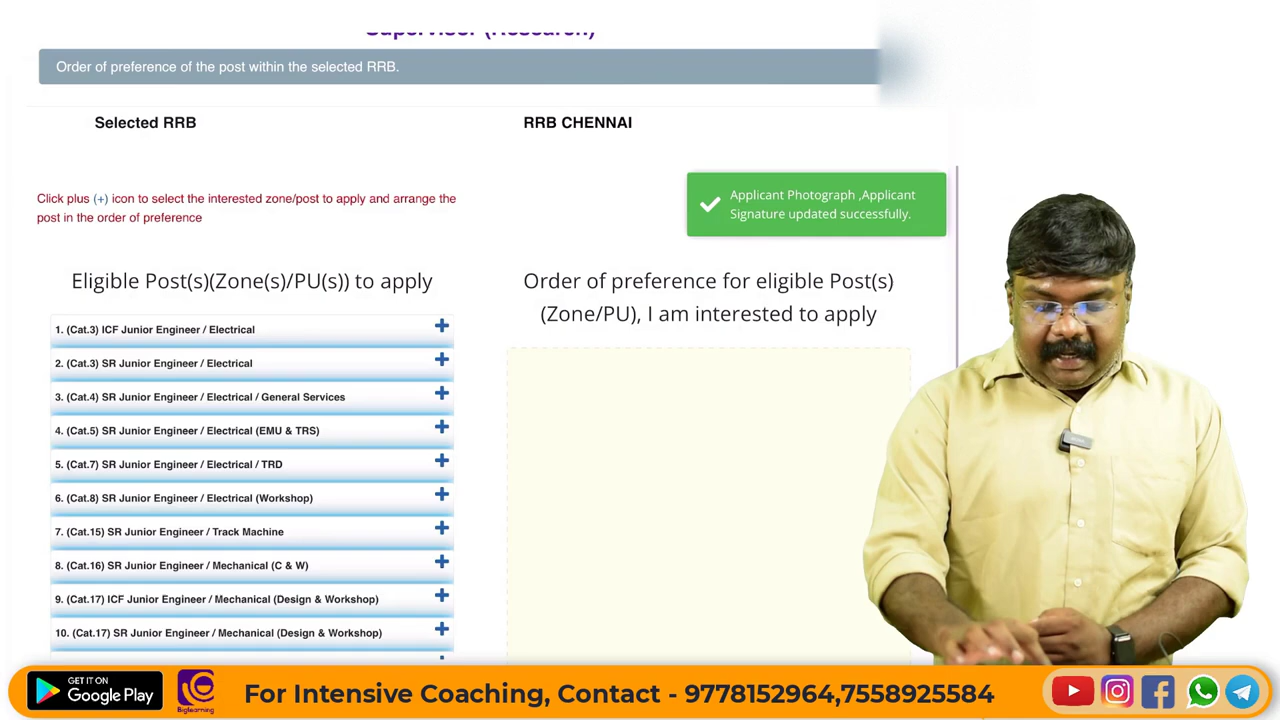 Supervisor (Research)
Order of preference of the post within the selected RRB.
Selected RRB
RRB CHENNAI
Click plus (+) icon to select the interested zone/post to apply and arrange the
post in the order of preference
Applicant Photograph ,Applicant
Signature updated successfully.
Eligible Post(s)(Zone(s)/PU(s)) to apply
Order of preference for eligible Post(s)
(Zone/PU), I am interested to apply
1. (Cat.3) ICF Junior Engineer / Electrical
2. (Cat.3) SR Junior Engineer / Electrical
3. (Cat.4) SR Junior Engineer / Electrical / General Services
4. (Cat.5) SR Junior Engineer / Electrical (EMU & TRS)
5. (Cat.7) SR Junior Engineer / Electrical / TRD
6. (Cat.8) SR Junior Engineer / Electrical (Workshop)
7. (Cat.15) SR Junior Engineer / Track Machine
8. (Cat.16) SR Junior Engineer / Mechanical (C & W)
9. (Cat.17) ICF Junior Engineer / Mechanical (Design & Workshop)
10. (Cat.17) SR Junior Engineer / Mechanical (Design & Workshop)
GET IT ON
Google Play
Biglearning
For Intensive Coaching, Contact - 9778152964,7558925584